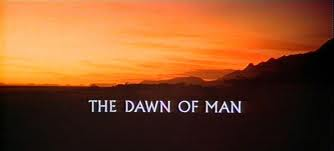 THE DAWN OF MAN